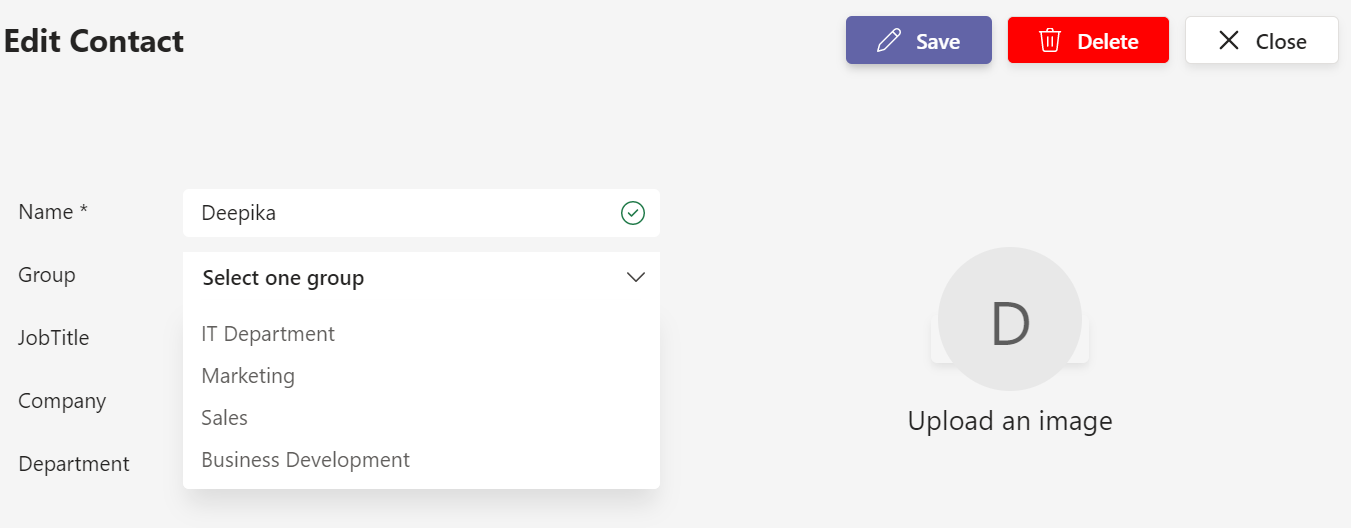 Edit Contact
Save
Delete
Close
Name *
Deepika
Group
Select one group
JobTitle
IT Department
Marketing
Company
Sales
Department
Business Development
D
Upload an image